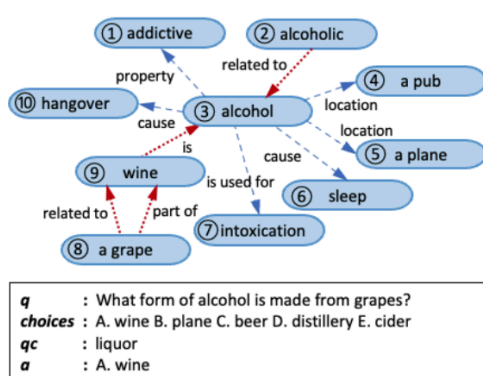 ① addictive
② alcoholic
property
related to
④ a pub
⑩ hangover
③ alcohol
location
cause
location
is
⑤ a plane
cause
⑨ wine
is used for
⑥ sleep
related to
part of
⑦ intoxication
⑧ a grape
q : What form of alcohol is made from grapes?
choices : A. wine B. plane C. beer D. distillery E. cider
qc : liquor
a : A. wine